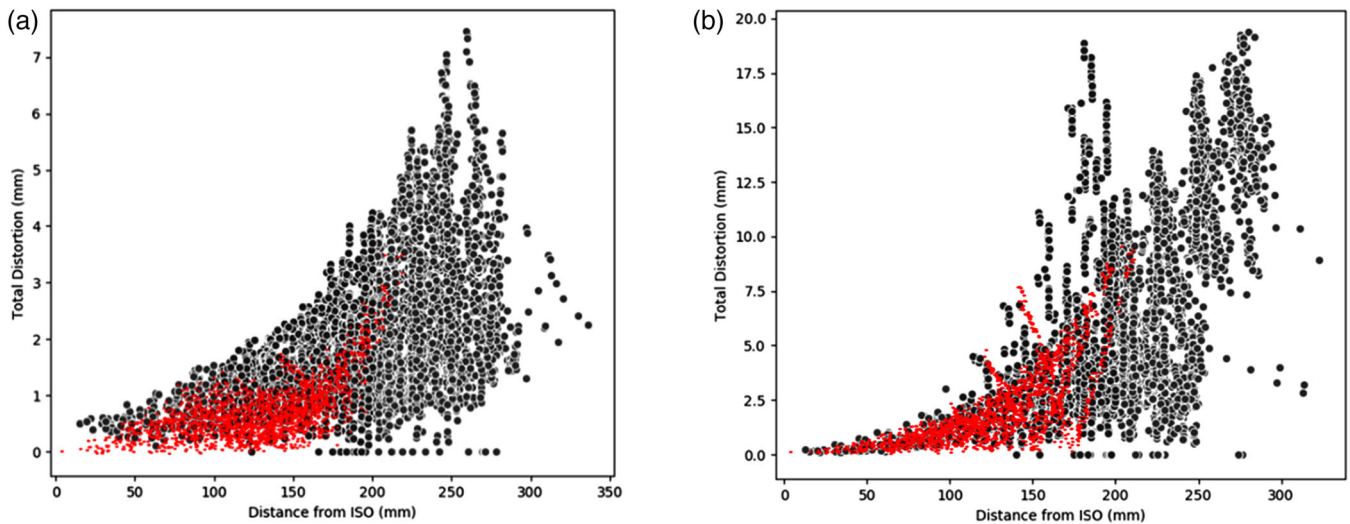 (a)
7
6
5
4
3
2
1
0
Total Distortion (mm)
0 50 100 150 200 250 300 350
Distance from ISO (mm)
(b)
20.0
17.5
15.0
12.5
10.0
7.5
5.0
2.5
0.0
Total Distortion (mm)
0 50 100 150 200 250 300
Distance from ISO (mm)